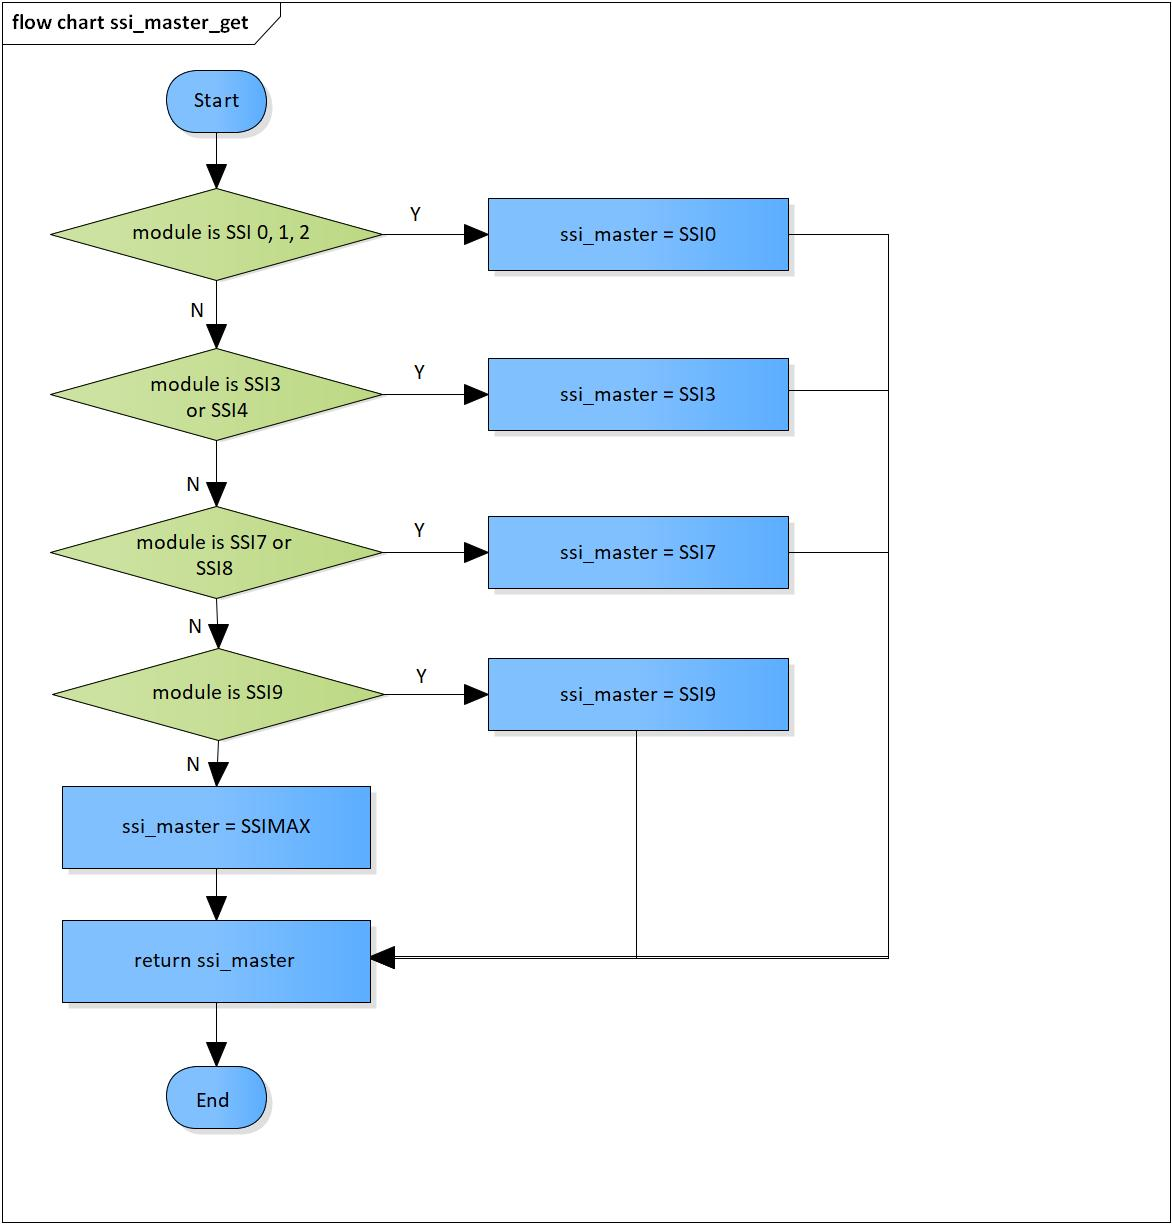 flow chart ssi_master_get
Start
module is SSI 0, 1, 2
Y
ssi_master = SSI0
N
module is SSI3
or SSI4
Y
ssi_master = SSI3
N
module is SSI7 or
SSI8
Y
ssi_master = SSI7
N
module is SSI9
Y
ssi_master = SSI9
N
ssi_master = SSIMAX
return ssi_master
End